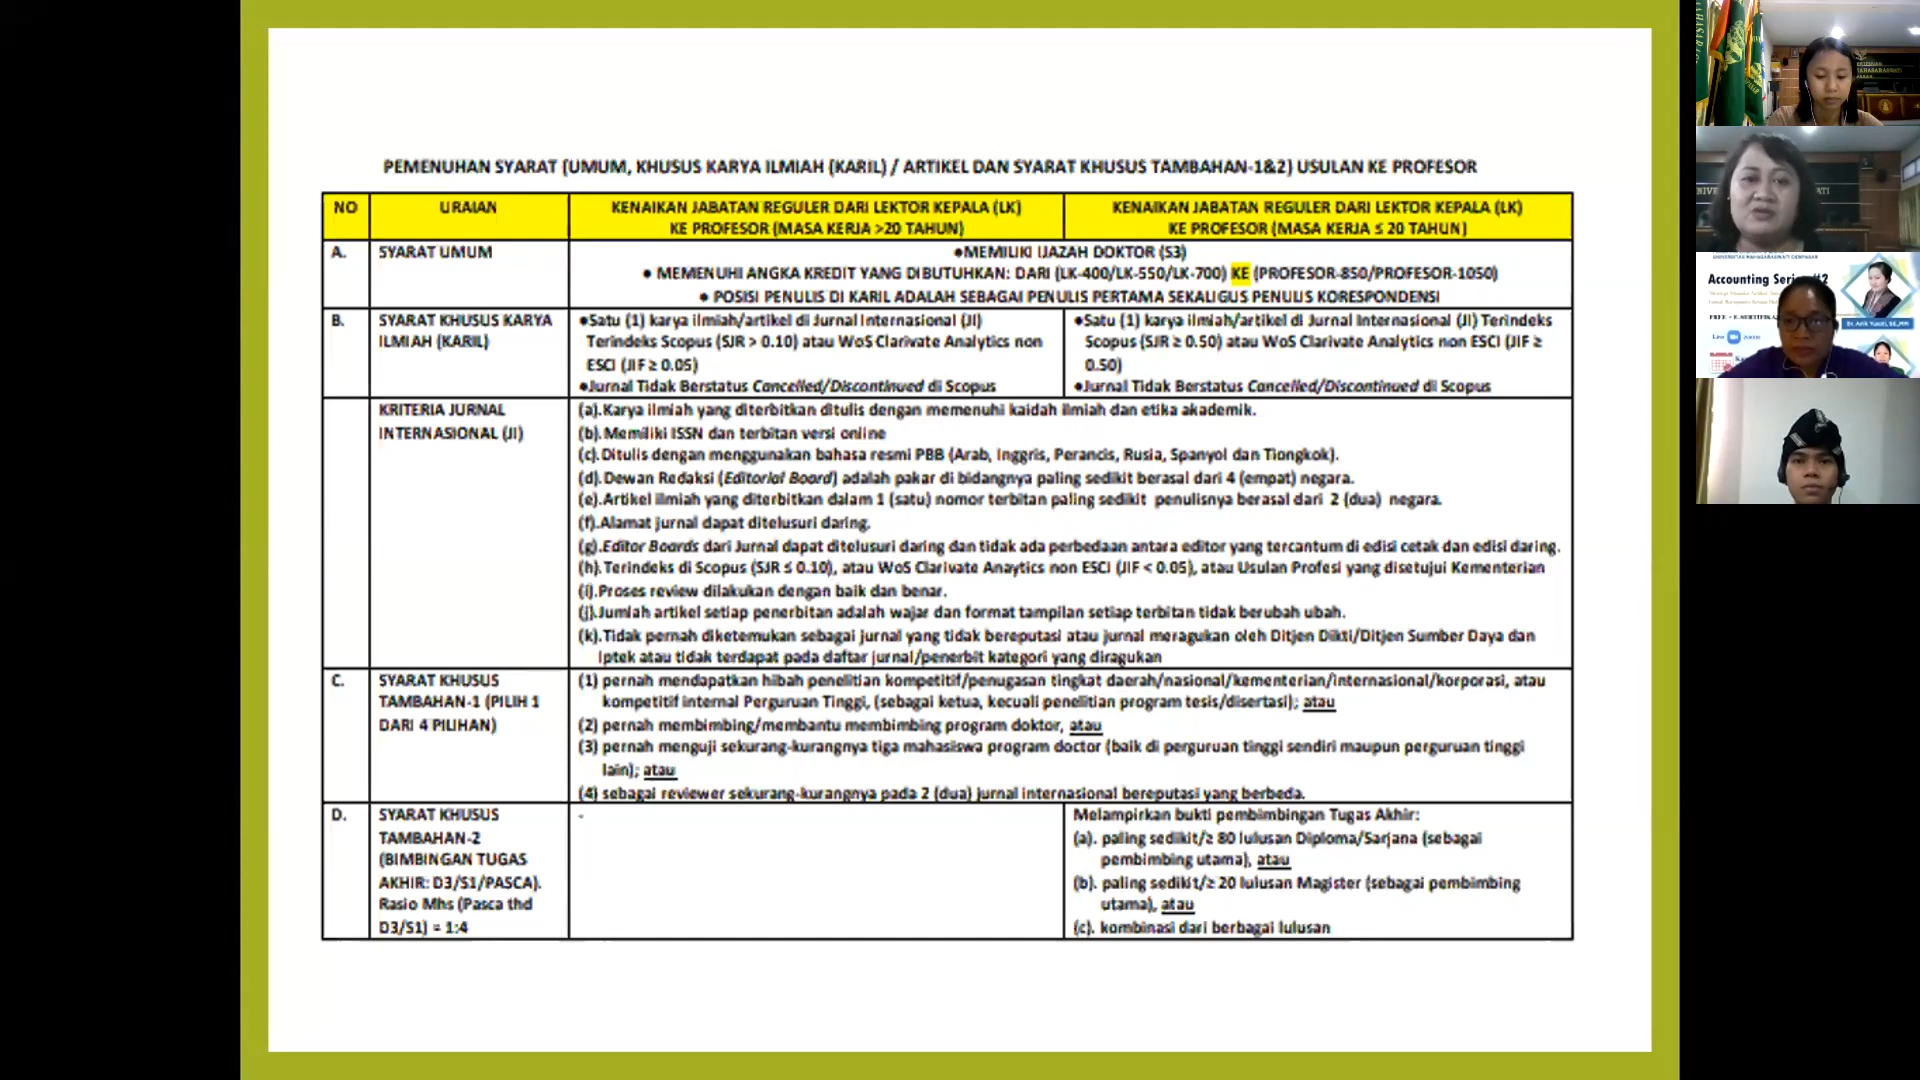 PEMENUHAN SYARAT (UMUM, KHUSUS KARYA ILMIAH (KARIL) / ARTIKEL DAN SYARAT KHUSUS TAMBAHAN-1&2) USULAN KE PROFESOR
NO
URAIAN
KENAIKAN JABATAN REGULER DARI LEKTOR KEPALA (LK)
KE PROFESOR (MASA KERJA >20 TAHUN)
KENAIKAN JABATAN REGULER DARI LEKTOR KEPALA (LK)
KE PROFESOR (MASA KERJA ≤ 20 TAHUN)
A.
SYARAT UMUM
●MEMILIKI IJAZAH DOKTOR (S3)
● MEMENUHI ANGKA KREDIT YANG DIBUTUHKAN: DARI (LK-400/LK-550/LK-700) KE (PROFESOR-850/PROFESOR-1050)
● POSISI PENULIS DI KARIL ADALAH SEBAGAI PENULIS PERTAMA SEKALIGUS PENULIS KORESPONDENSI
B.
SYARAT KHUSUS KARYA
ILMIAH (KARIL)
●Satu (1) karya ilmiah/artikel di Jurnal Internasional (JI)
Terindeks Scopus (SJR > 0.10) atau WoS Clarivate Analytics non
ESCI (JIF ≥ 0.05)
●Jurnal Tidak Berstatus Cancelled/Discontinued di Scopus
●Satu (1) karya ilmiah/artikel di Jurnal Internasional (JI) Terindeks
Scopus (SJR ≥ 0.50) atau WoS Clarivate Analytics non ESCI (JIF ≥
0.50)
●Jurnal Tidak Berstatus Cancelled/Discontinued di Scopus
KRITERIA JURNAL
INTERNASIONAL (JI)
(a).Karya ilmiah yang diterbitkan ditulis dengan memenuhi kaidah ilmiah dan etika akademik.
(b).Memiliki ISSN dan terbitan versi online
(c).Ditulis dengan menggunakan bahasa resmi PBB (Arab, Inggris, Perancis, Rusia, Spanyol dan Tiongkok).
(d).Dewan Redaksi (Editorial Board) adalah pakar di bidangnya paling sedikit berasal dari 4 (empat) negara.
(e).Artikel ilmiah yang diterbitkan dalam 1 (satu) nomor terbitan paling sedikit penulisnya berasal dari 2 (dua) negara.
(f).Alamat jurnal dapat ditelusuri daring.
(g).Editor Boards dari Jurnal dapat ditelusuri daring dan tidak ada perbedaan antara editor yang tercantum di edisi cetak dan edisi daring.
(h).Terindeks di Scopus (SJR ≤ 0.10), atau WoS Clarivate Anaytics non ESCI (JIF < 0.05), atau Usulan Profesi yang disetujui Kementerian
(i).Proses review dilakukan dengan baik dan benar.
(j).Jumlah artikel setiap penerbitan adalah wajar dan format tampilan setiap terbitan tidak berubah ubah.
(k).Tidak pernah diketemukan sebagai jurnal yang tidak bereputasi atau jurnal meragukan oleh Ditjen Dikti/Ditjen Sumber Daya dan
Iptek atau tidak terdapat pada daftar jurnal/penerbit kategori yang diragukan
C.
SYARAT KHUSUS
TAMBAHAN-1 (PILIH 1
DARI 4 PILIHAN)
(1) pernah mendapatkan hibah penelitian kompetitif/penugasan tingkat daerah/nasional/kementerian/internasional/korporasi, atau
kompetitif internal Perguruan Tinggi, (sebagai ketua, kecuali penelitian program tesis/disertasi); atau
(2) pernah membimbing/membantu membimbing program doktor, atau
(3) pernah menguji sekurang-kurangnya tiga mahasiswa program doctor (baik di perguruan tinggi sendiri maupun perguruan tinggi
lain); atau
(4) sebagai reviewer sekurang-kurangnya pada 2 (dua) jurnal internasional bereputasi yang berbeda.
D.
SYARAT KHUSUS
TAMBAHAN-2
(BIMBINGAN TUGAS
AKHIR: D3/S1/PASCA).
Rasio Mhs (Pasca thd
D3/S1) = 1:4
-
Melampirkan bukti pembimbingan Tugas Akhir:
(a). paling sedikit/≥ 80 lulusan Diploma/Sarjana (sebagai
pembimbing utama), atau
(b). paling sedikit/≥ 20 lulusan Magister (sebagai pembimbing
utama), atau
(c). kombinasi dari berbagai lulusan
UNIVERSITAS MAHASARASWATI DENPASAR
Accounting Series #2